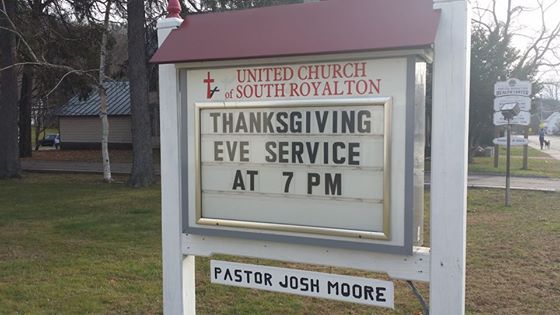 UNITED CHURCH
of SOUTH ROYALTON
THANKSGIVING
EVE SERVICE
AT 7 PM
PASTOR JOSH MOORE